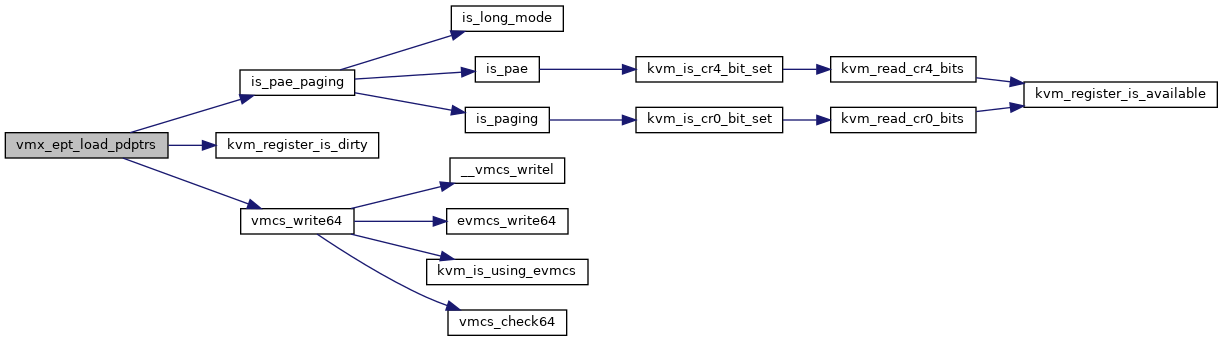 is_long_mode
is_pae_paging
is_pae
kvm_is_cr4_bit_set
kvm_read_cr4_bits
kvm_register_is_available
is_paging
kvm_is_cr0_bit_set
kvm_read_cr0_bits
vmx_ept_load_pdptrs
kvm_register_is_dirty
__vmcs_writel
vmcs_write64
evmcs_write64
kvm_is_using_evmcs
vmcs_check64